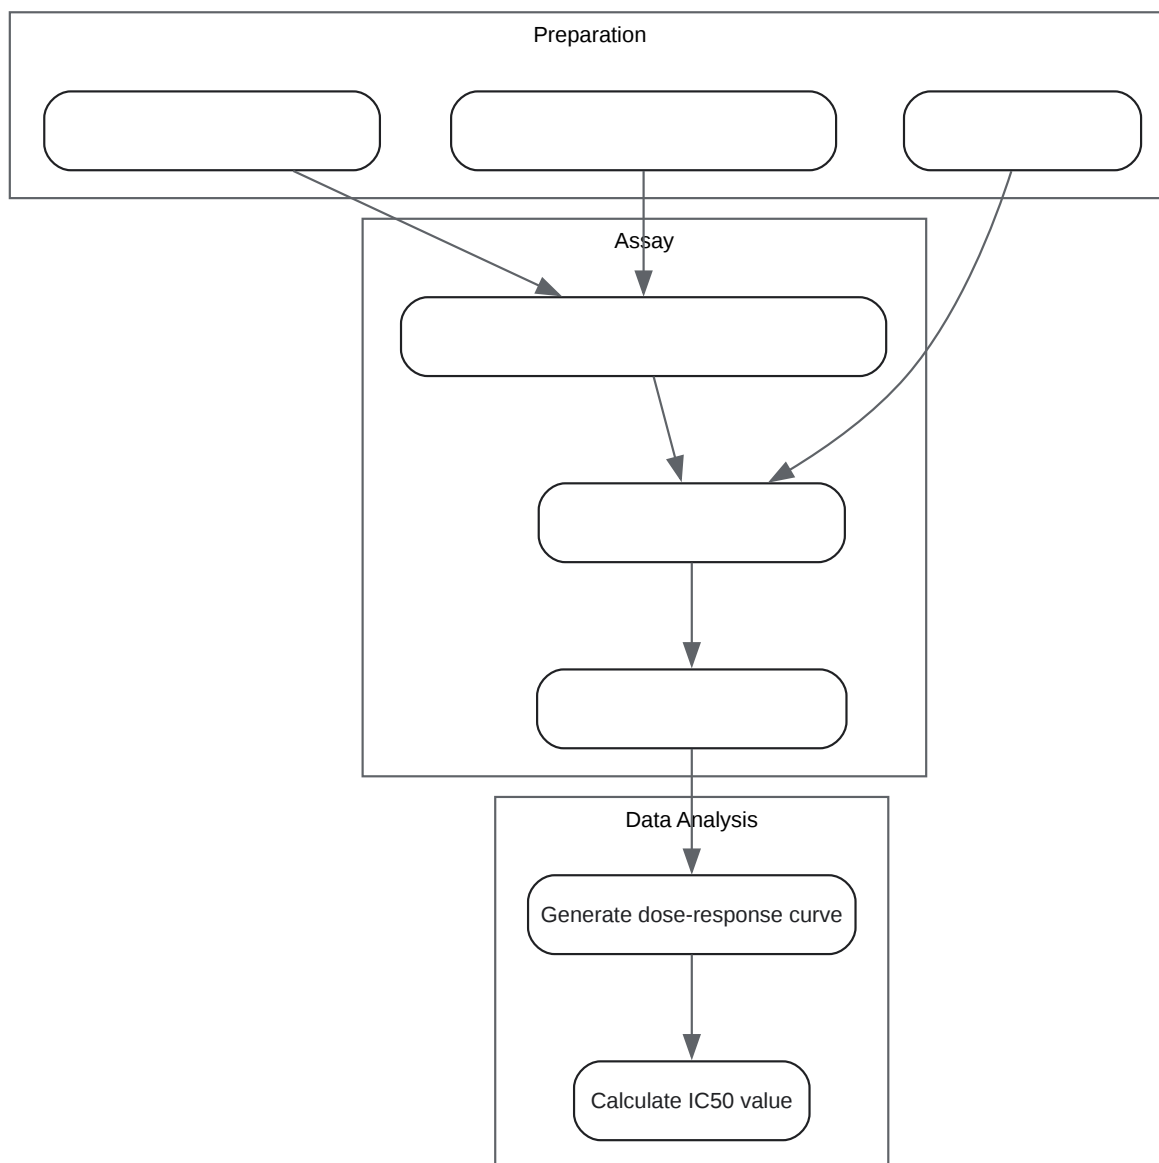 Preparation
Assay
Data Analysis
Generate dose-response curve
Calculate IC50 value